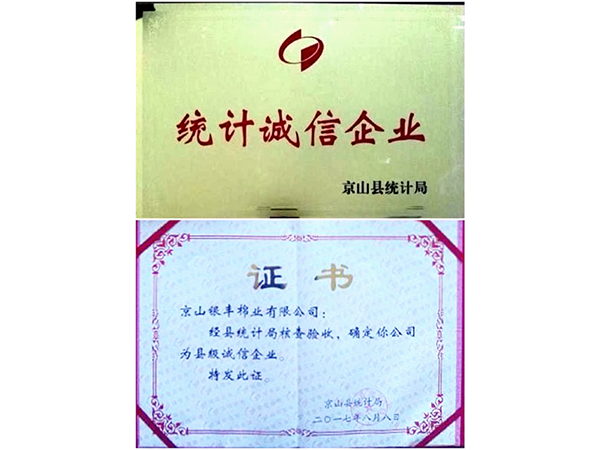 统计诚信企业
京山县统计局
证书
京山银丰棉业有限公司：
经县统计局核查验收，确定你公司
为县级诚信企业。
特发此证。
京山县统计局
二〇一七年八月八日